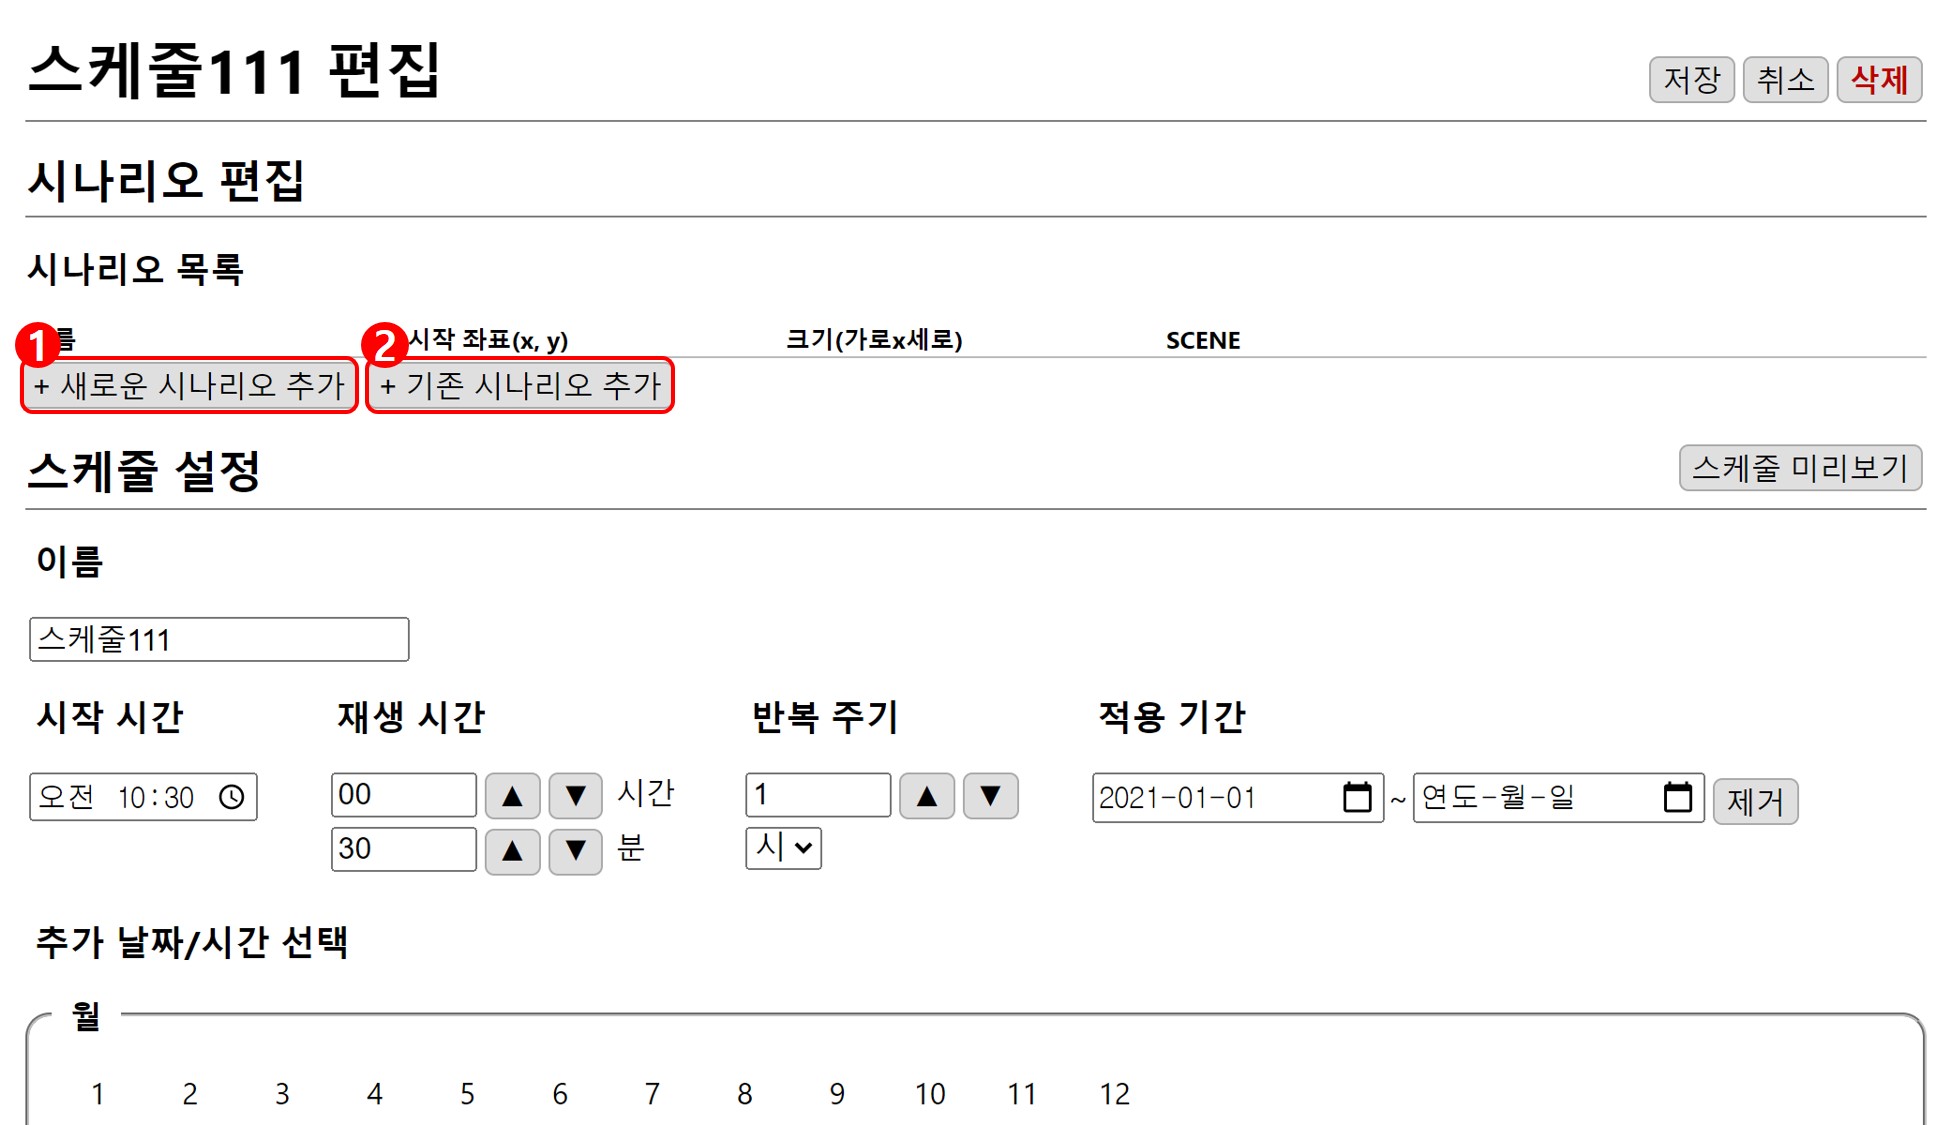 스케줄111 편집
저장 취소 삭제
시나리오 편집
시나리오 목록
1 름 2 시작 좌표(x, y) 크기(가로x세로) SCENE
+ 새로운 시나리오 추가 + 기존 시나리오 추가
스케줄 설정 스케줄 미리보기
이름
스케줄111
시작 시간 재생 시간 반복 주기 적용 기간
오전 10:30 00 ▲ ▼ 시간 1 ▲ ▼ 2021-01-01 ~ 연도-월-일 제거
30 ▲ ▼ 분 시
추가 날짜/시간 선택
월
1 2 3 4 5 6 7 8 9 10 11 12